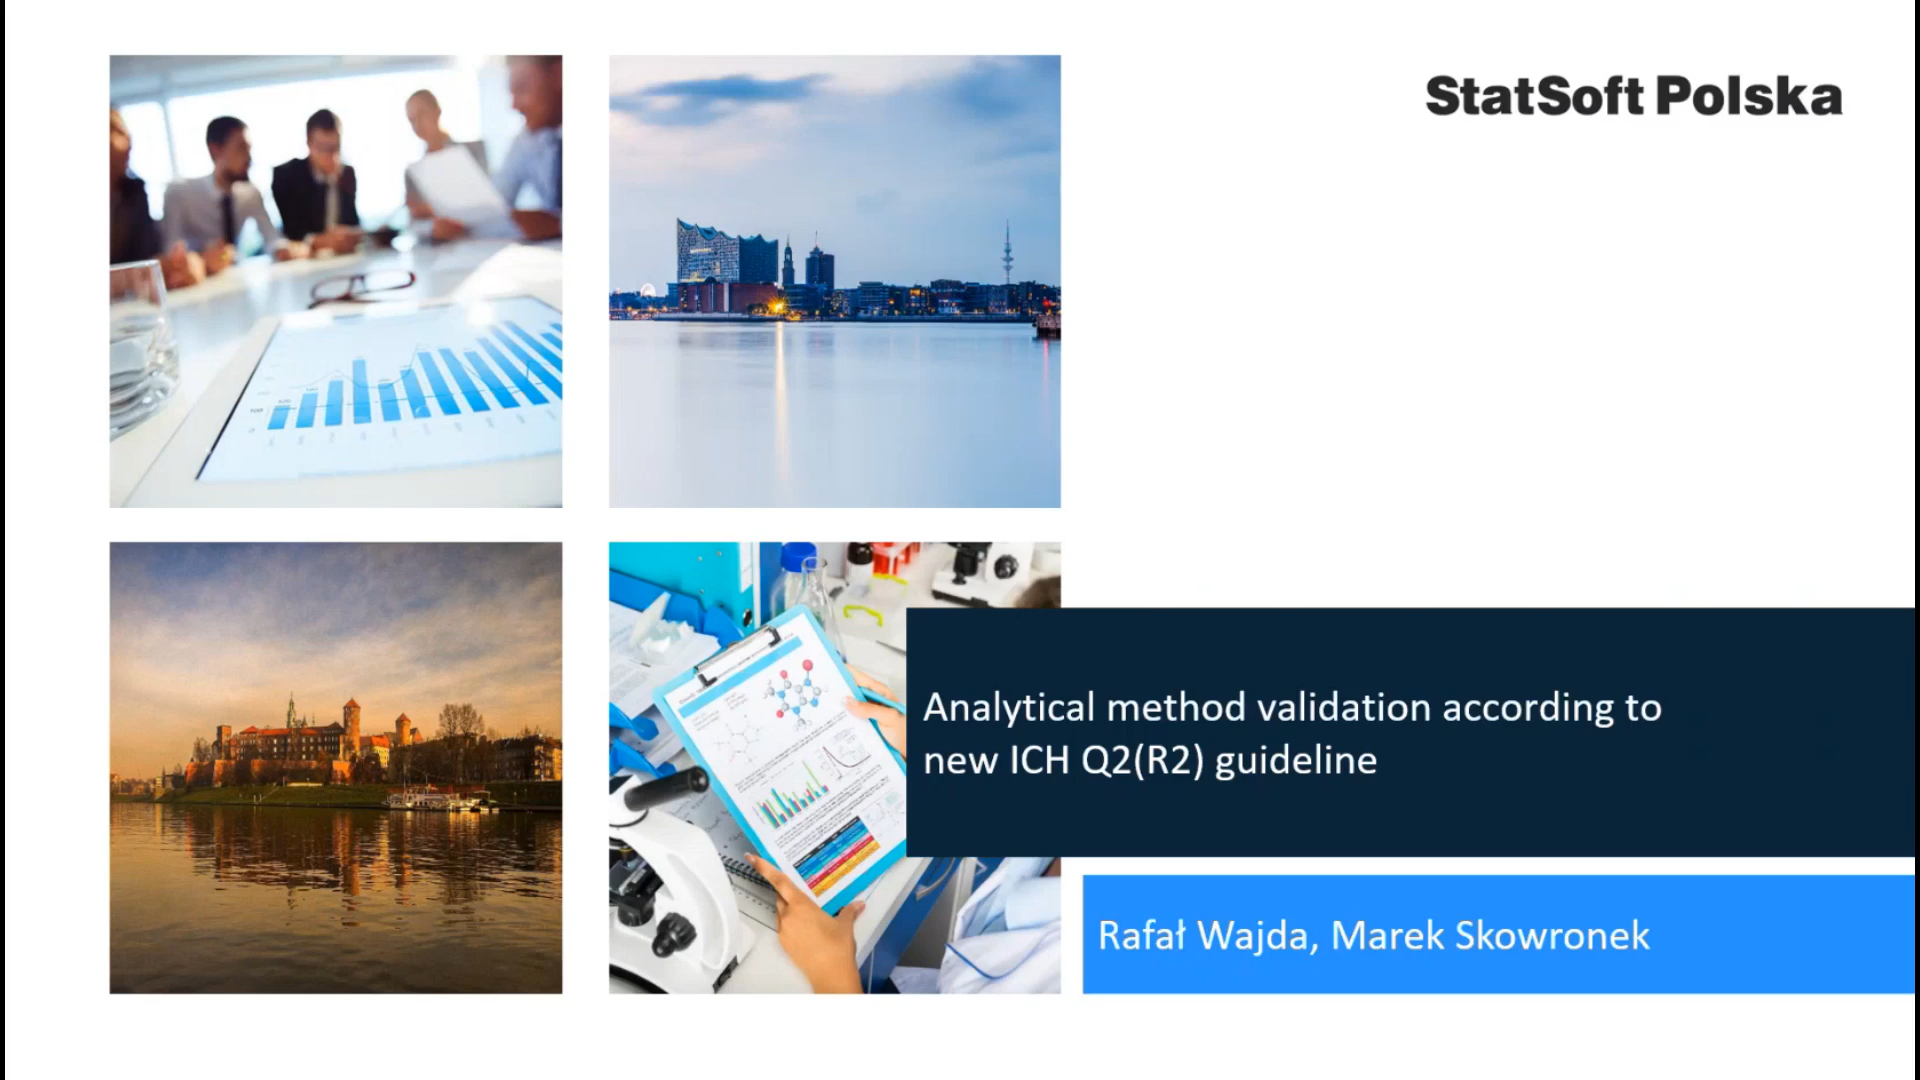 StatSoft Polska
Analytical method validation according to
new ICH Q2(R2) guideline
Rafał Wajda, Marek Skowronek